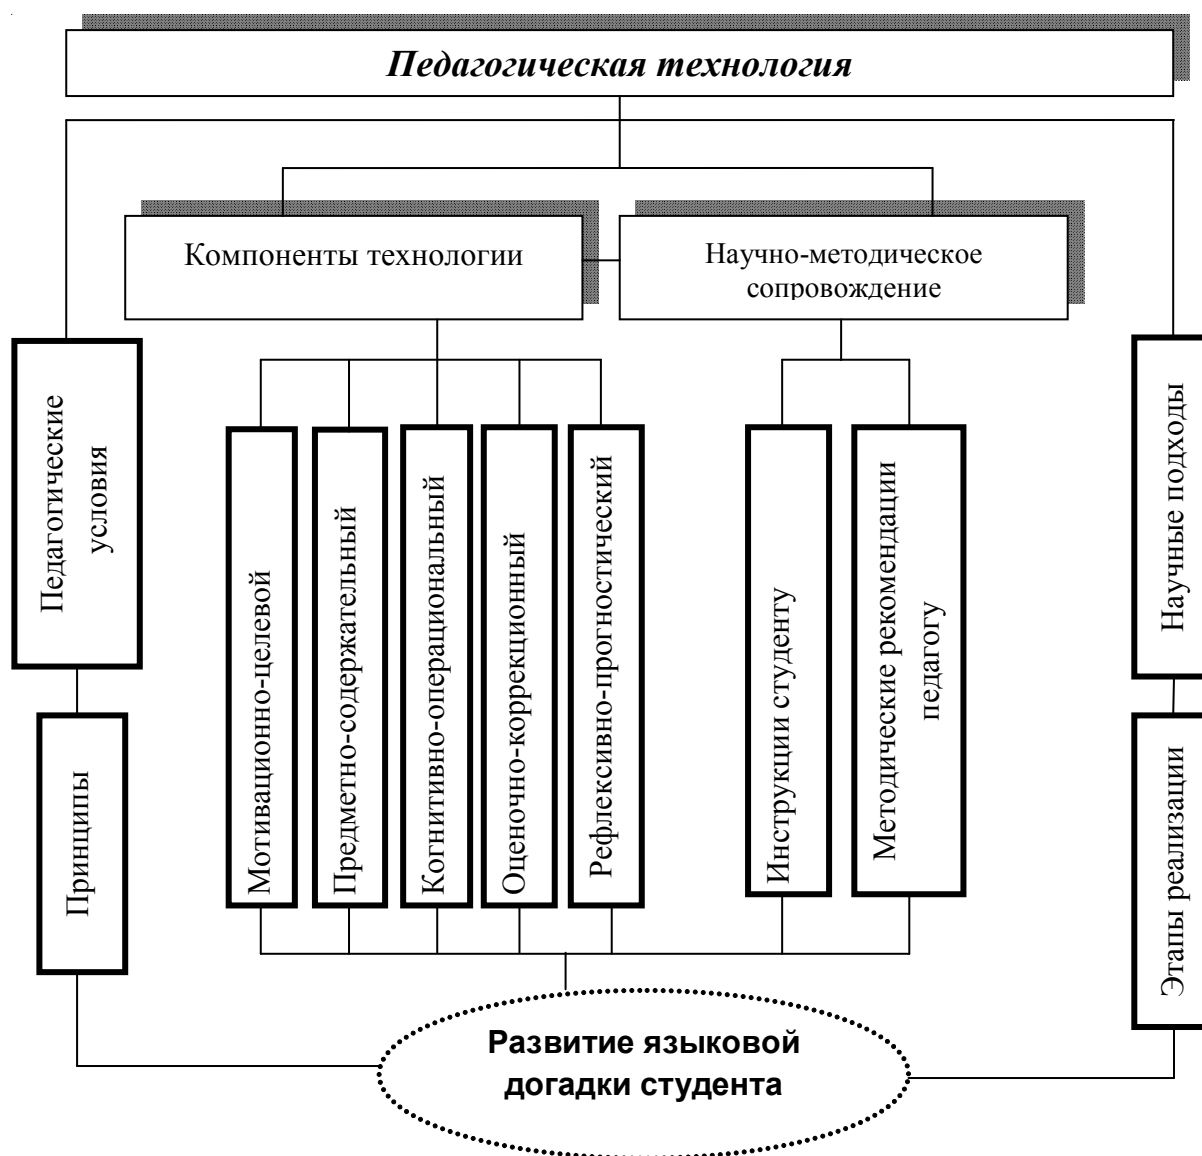 Педагогическая технология
Компоненты технологии
Научно-методическое
сопровождение
Педагогические
условия
Научные подходы
Мотивационно-целевой
Предметно-содержательный
Когнитивно-операциональный
Оценочно-коррекционный
Рефлексивно-прогностический
Инструкции студенту
Методические рекомендации
педагогу
Принципы
Этапы реализации
Развитие языковой
догадки студента